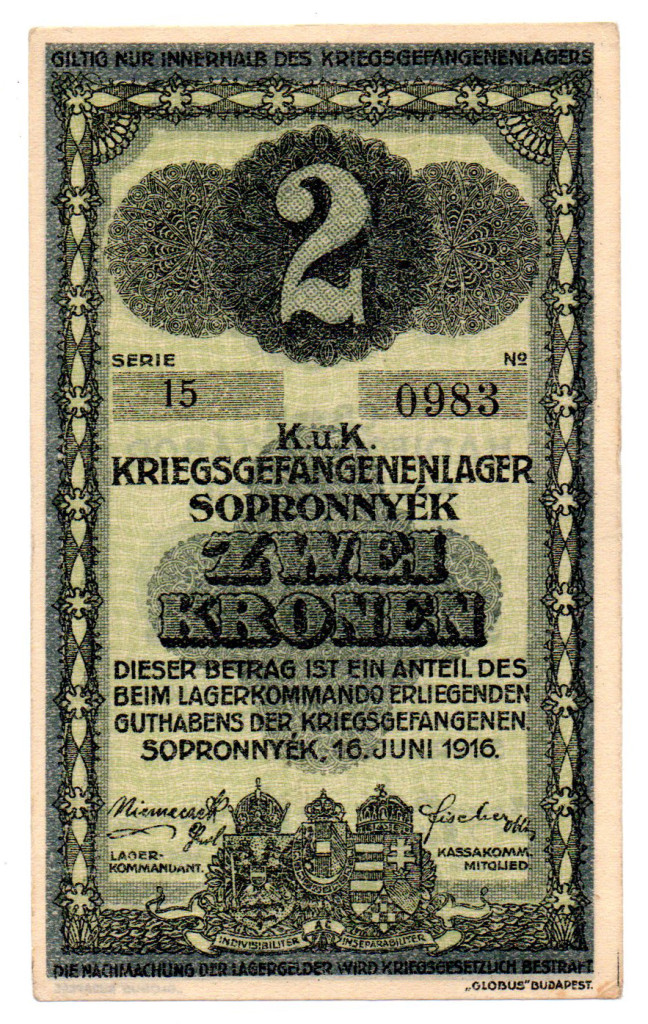 GILTIG NUR INNERHALB DES KRIEGSGEFANGENENLAGERS
2
SERIE Nº
15 0983
K.u.K.
KRIEGSGEFANGENENLAGER
SOPRONNYÉK
ZWEI
KRONEN
DIESER BETRAG IST EIN ANTEIL DES
BEIM LAGERKOMMANDO ERLIEGENDEN
GUTHABENS DER KRIEGSGEFANGENEN.
SOPRONNYÉK, 16. JUNI 1916.
Fischer
LAGER-
KOMMANDANT.
KASSAKOMM.
MITGLIED.
INDIVISIBILITER AC INSEPARABILITER
DIE NACHMACHUNG DER LAGERGELDER WIRD KRIEGSGESETZLICH BESTRAFT.
„GLOBUS" BUDAPEST.